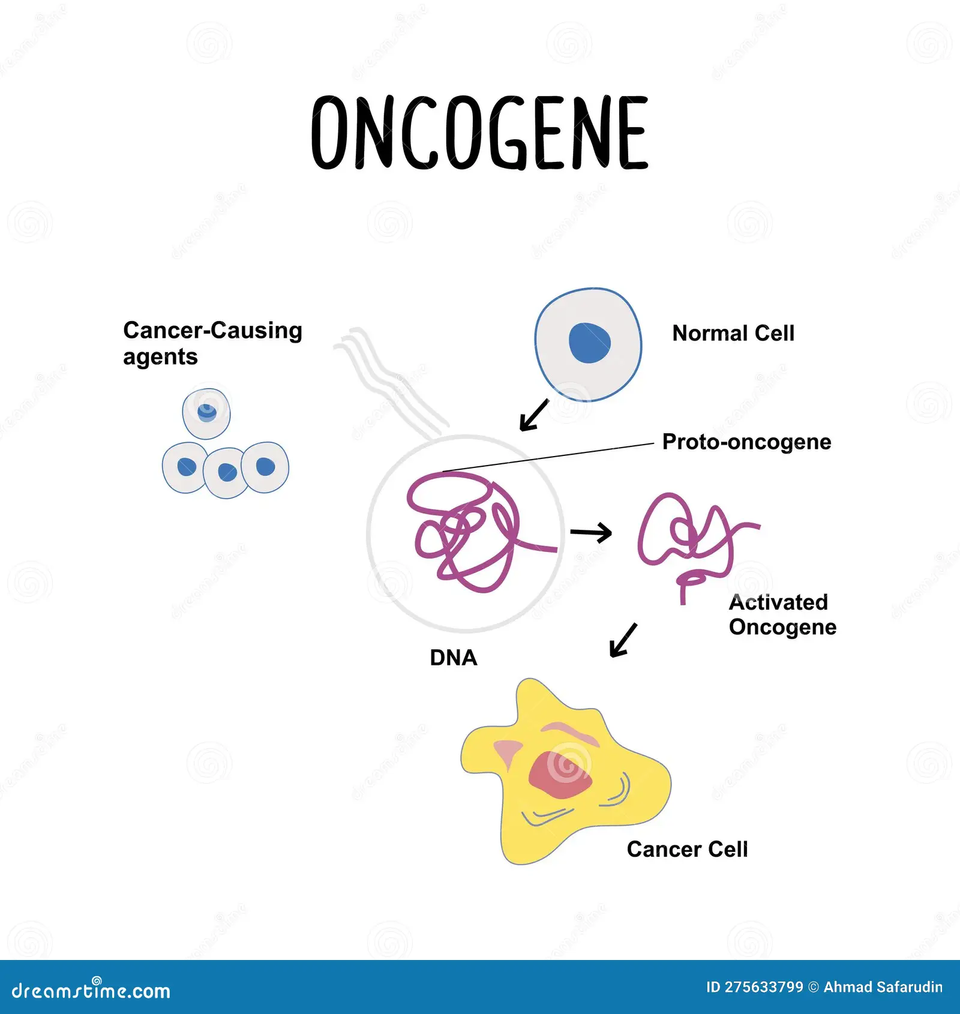 ONCOGENE
Cancer-Causing
agents
Normal Cell
Proto-oncogene
Activated
Oncogene
DNA
Cancer Cell
dreamstime.com
ID 275633799 © Ahmad Safarudin